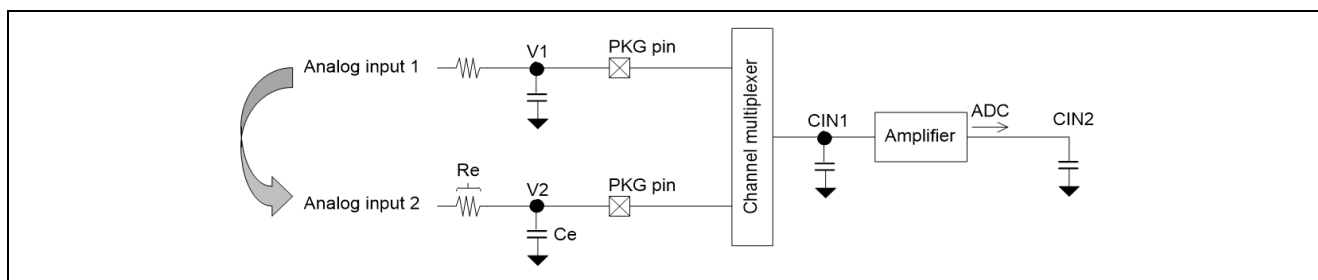 Analog input 1
V1
PKG pin
Channel multiplexer
CIN1
Amplifier
ADC
CIN2
Analog input 2
Re
V2
PKG pin
Ce